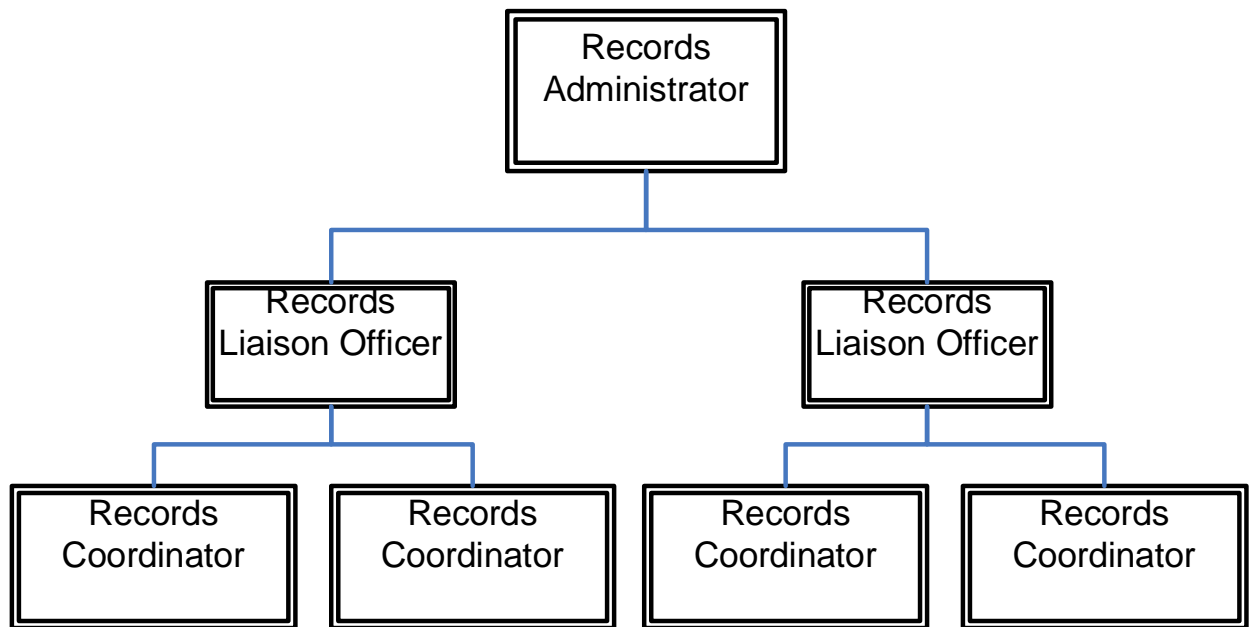 Records
Administrator
Records
Liaison Officer
Records
Liaison Officer
Records
Coordinator
Records
Coordinator
Records
Coordinator
Records
Coordinator